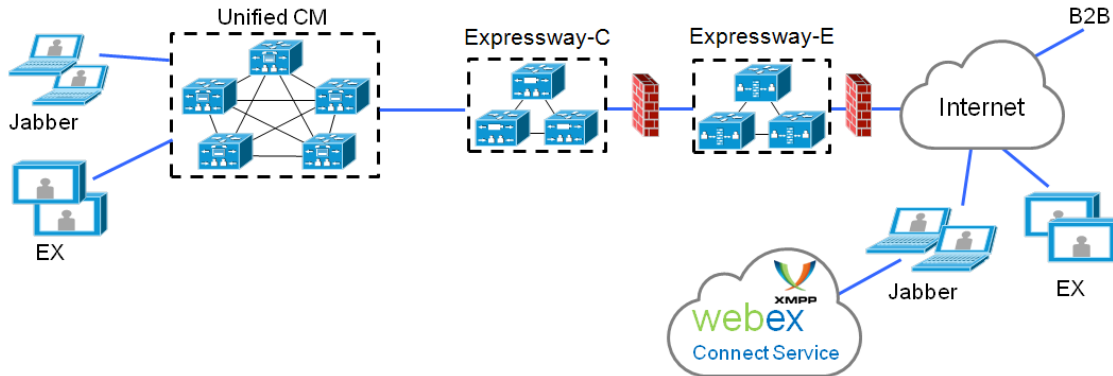 Unified CM
Expressway-C
Expressway-E
B2B
Jabber
Internet
EX
XMPP
webex
Connect Service
Jabber
EX